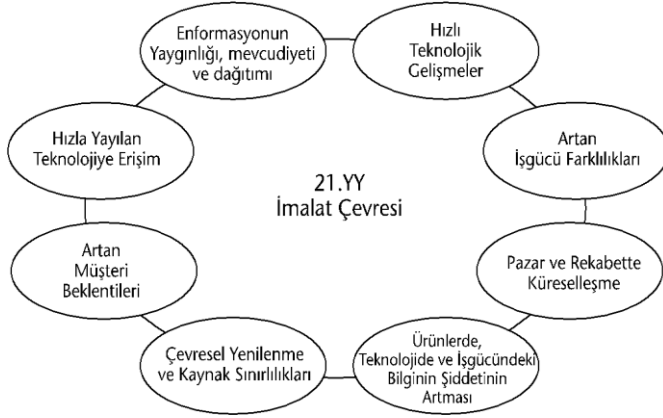 Enformasyonun
Yaygınlığı, mevcudiyeti
ve dağıtımı
Hızlı
Teknolojik
Gelişmeler
Hızla Yayılan
Teknolojiye Erişim
Artan
İşgücü Farklılıkları
21.YY
İmalat Çevresi
Artan
Müşteri
Beklentileri
Pazar ve Rekabette
Küreselleşme
Çevresel Yenilenme
ve Kaynak Sınırlılıkları
Ürünlerde,
Teknolojide ve İşgücündeki
Bilginin Şiddetinin
Artması